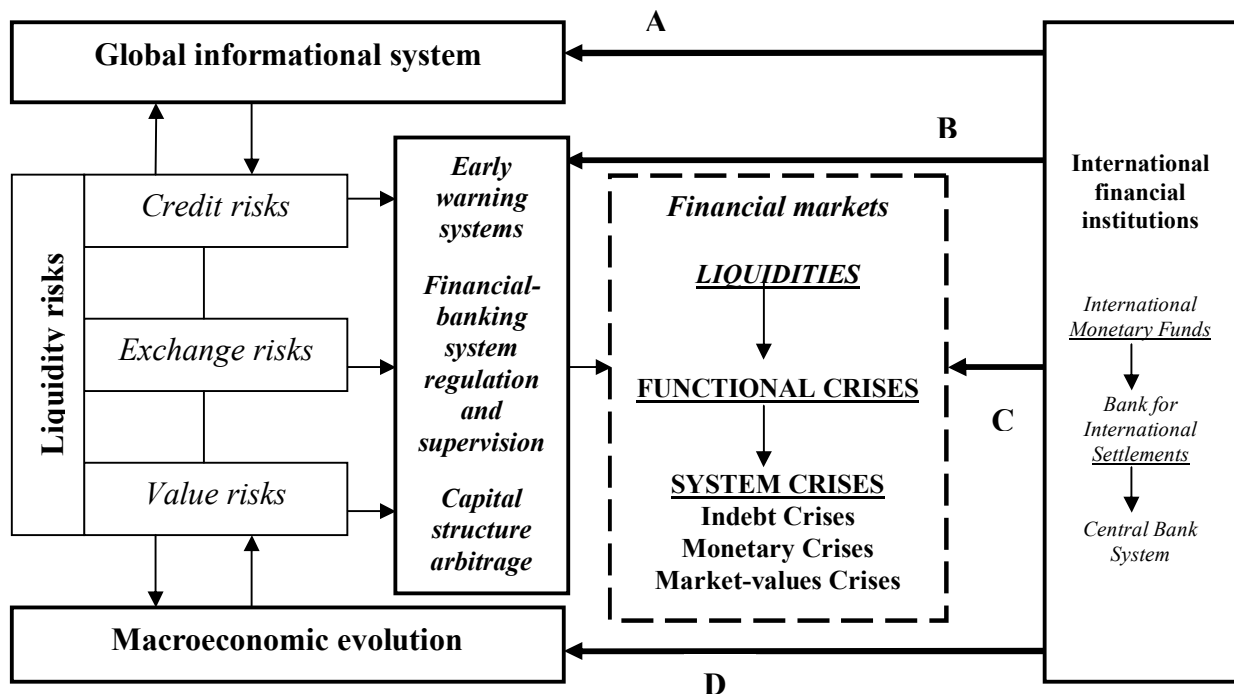 A
Global informational system
B
Early
warning
systems
Financial-
banking
system
regulation
and
supervision
Capital
structure
arbitrage
Liquidity risks
Credit risks
Exchange risks
Value risks
Financial markets
LIQUIDITIES
FUNCTIONAL CRISES
SYSTEM CRISES
Indebt Crises
Monetary Crises
Market-values Crises
C
International
financial
institutions
International
Monetary Funds
Bank for
International
Settlements
Central Bank
System
Macroeconomic evolution
D